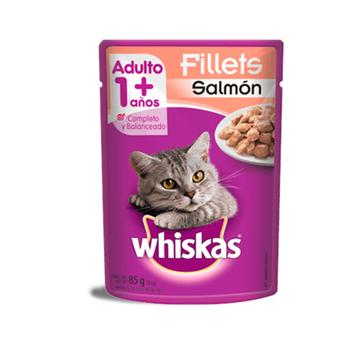 Adulto
1+
años
Completo
y Balanceado
Fillets
Salmón
whiskas
85 g